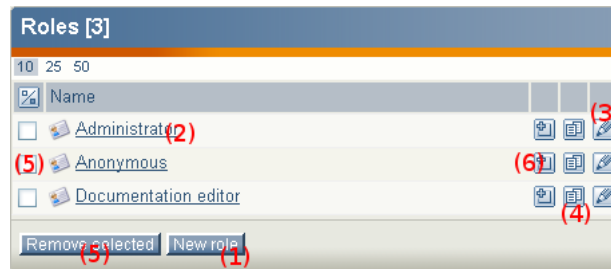 Roles [3]
10 25 50
Name
(3
Administrator (2)
(5) Anonymous (6)
Documentation editor
(4)
Remove selected New role
(5) (1)